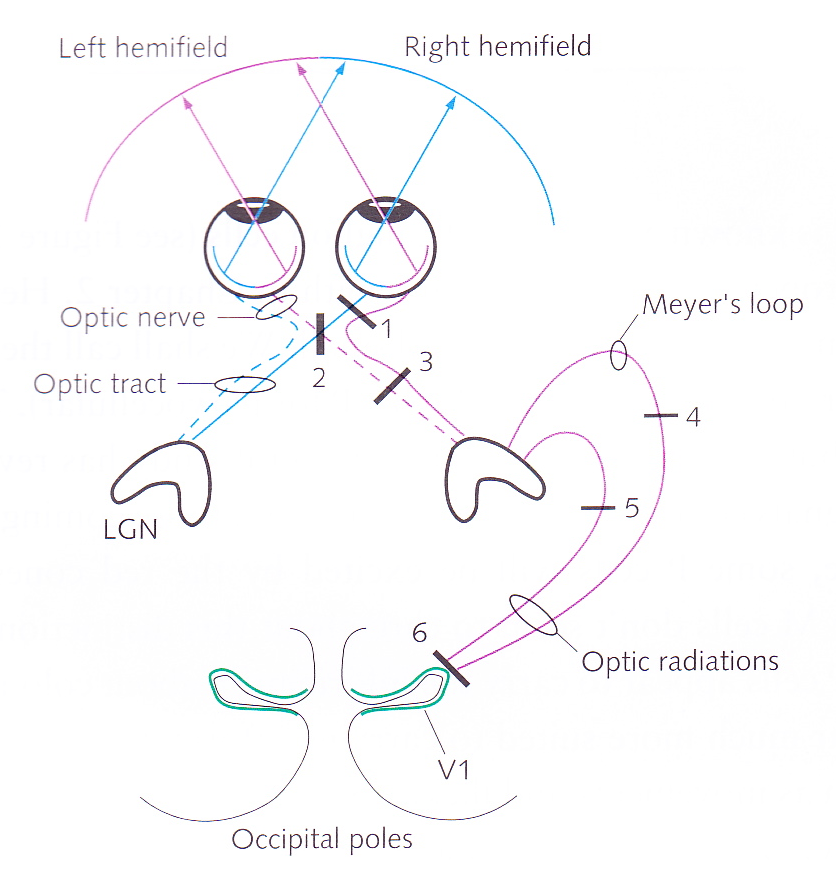 Left hemifield
Right hemifield
Optic nerve
1
Meyer's loop
2
3
Optic tract
4
LGN
5
6
Optic radiations
V1
Occipital poles